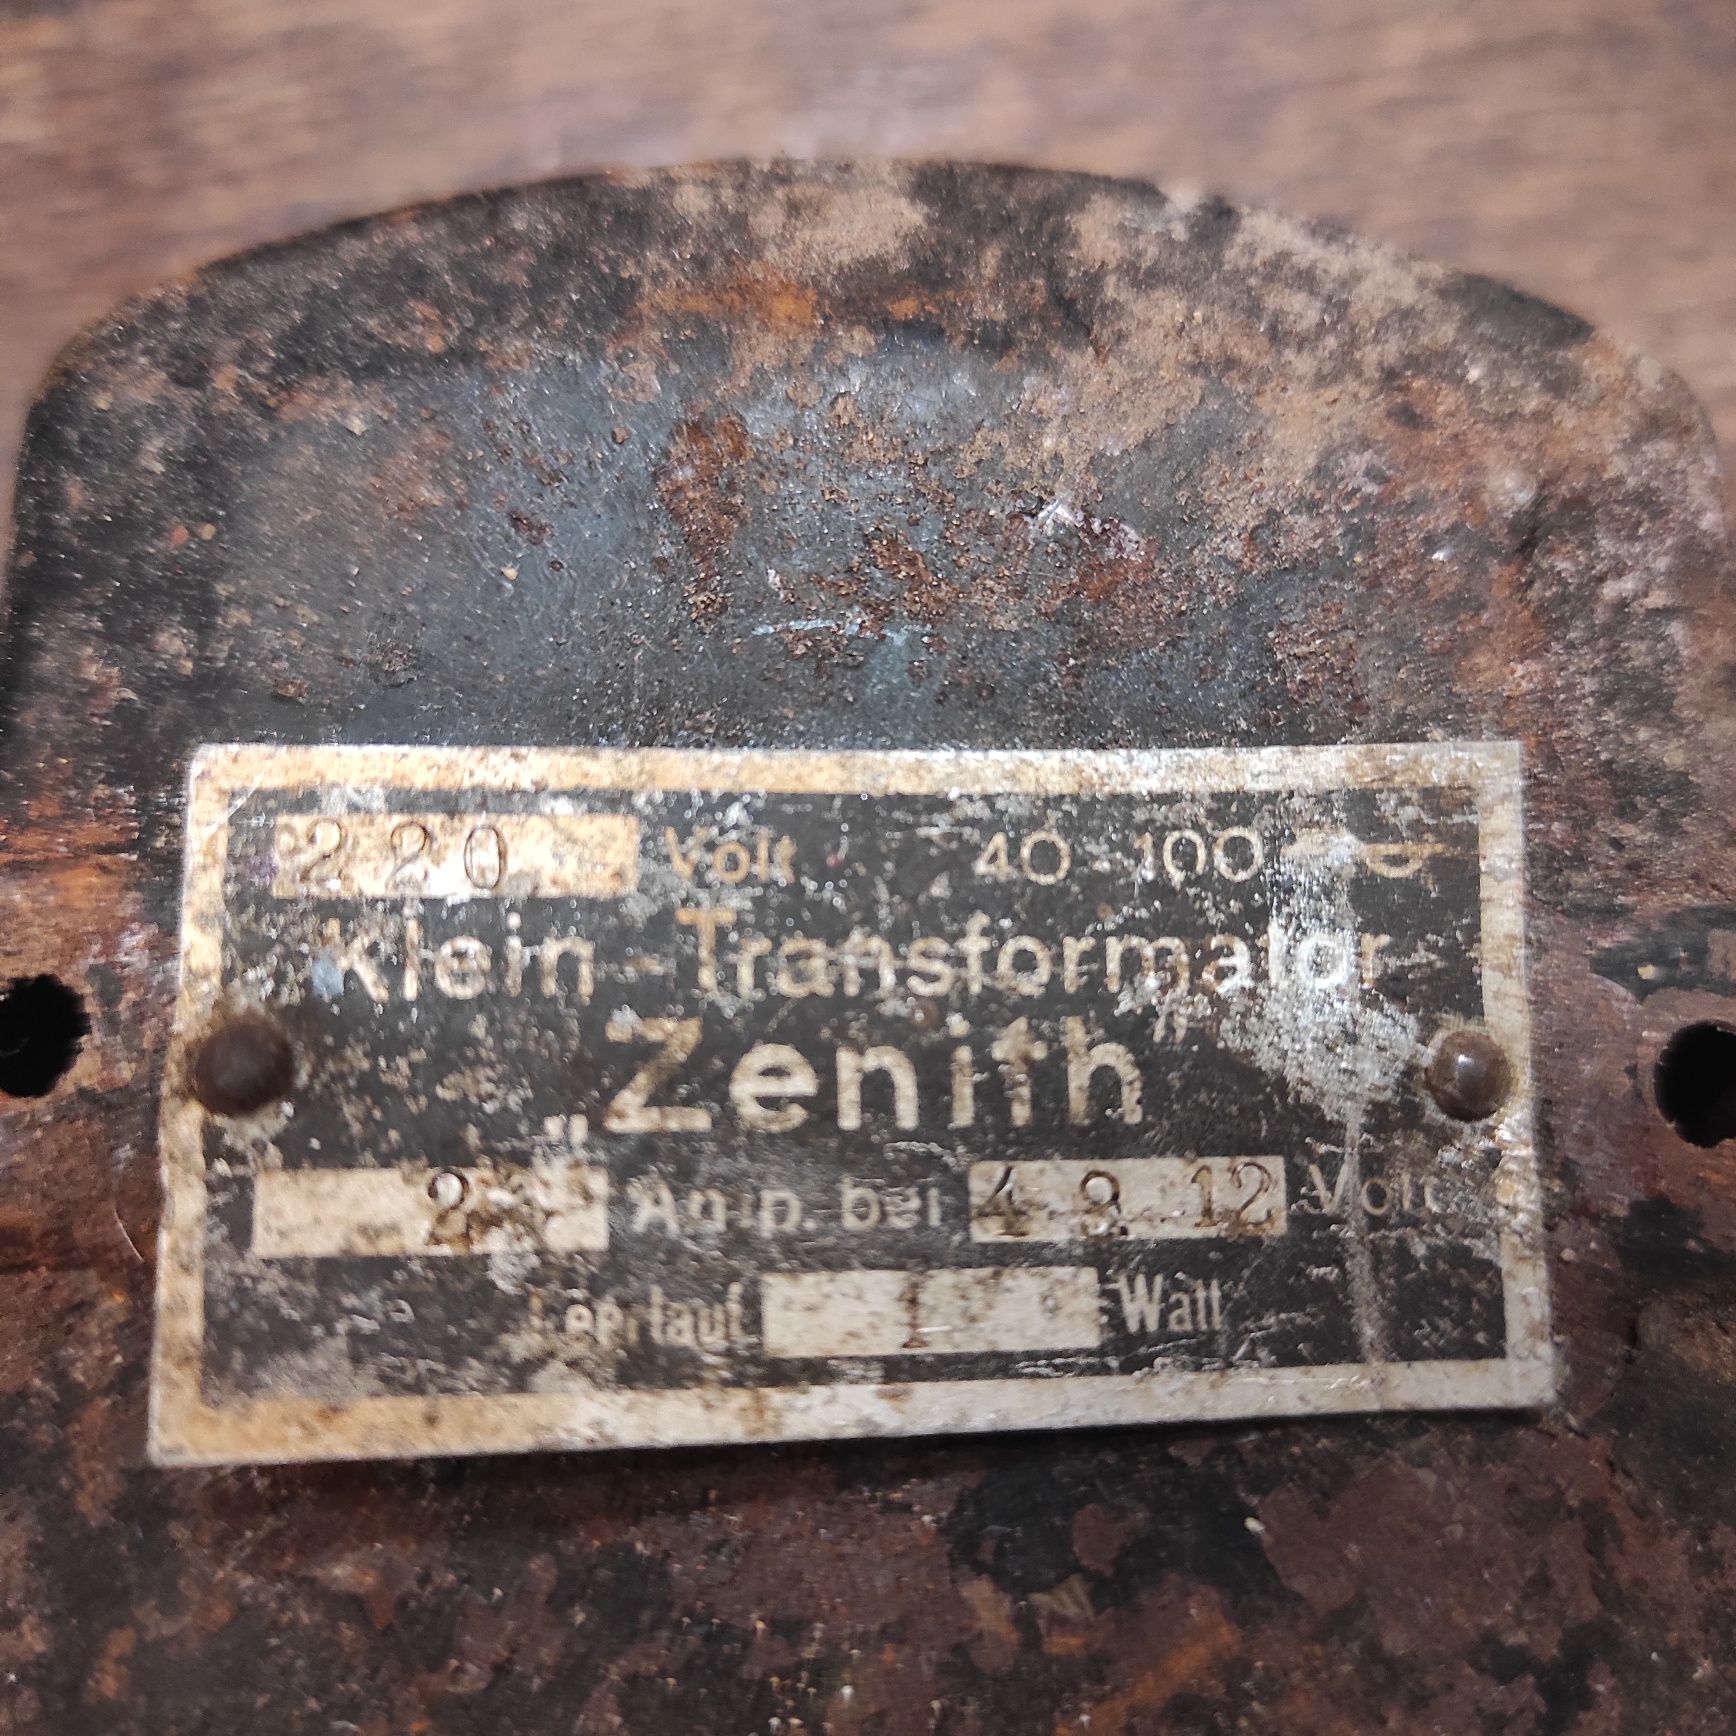 220 Volt 40-100
Klein-Transformator
„Zenith"
2 Amp. bei 4 8 12 Volt
Leerlauf 1 Watt